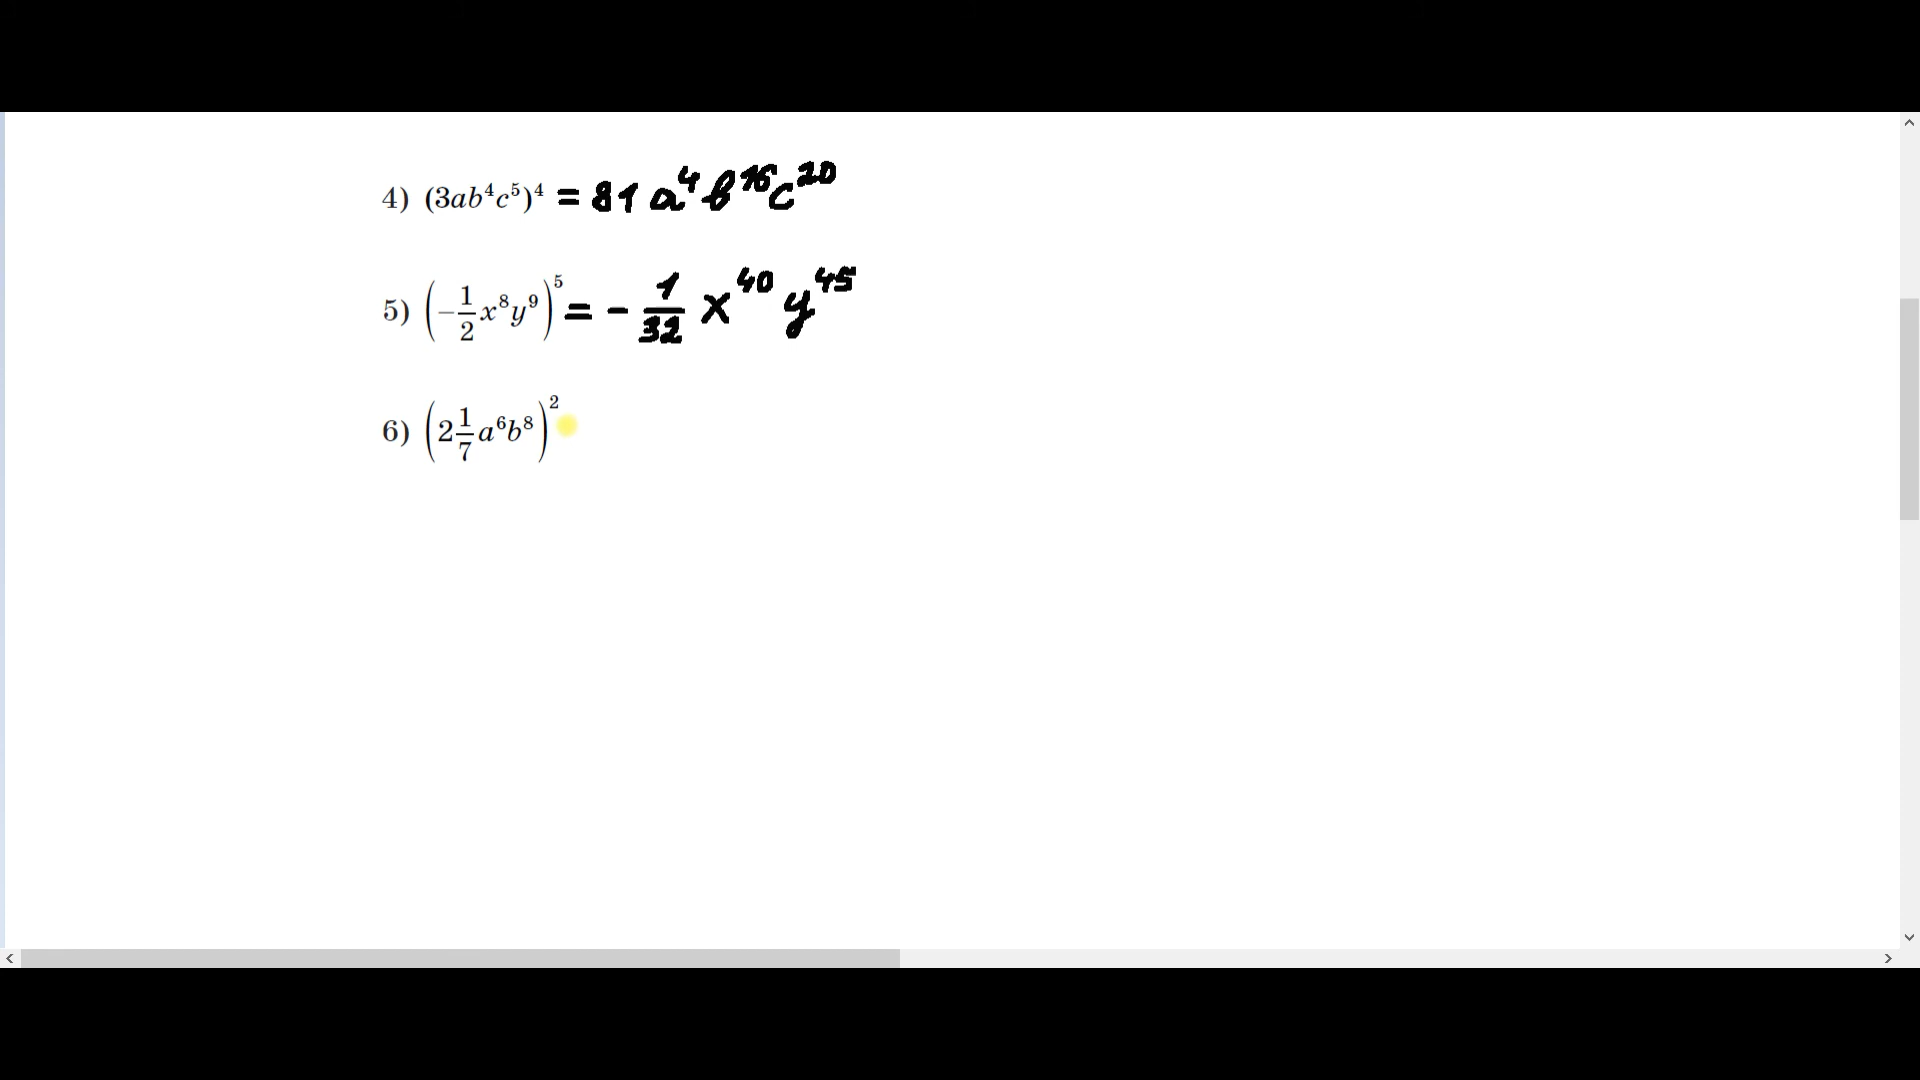 4) (3ab⁴c⁵)⁴ = 81 a⁴ b¹⁶ c²⁰
5) (−1/2 x⁸y⁹)⁵ = − 1/32 x⁴⁰ y⁴⁵
6) (2 1/7 a⁶b⁸)²